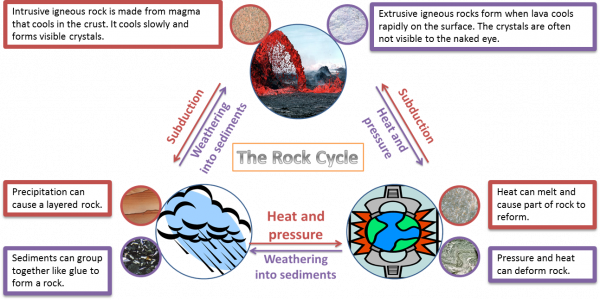 Intrusive igneous rock is made from magma
that cools in the crust. It cools slowly and
forms visible crystals.
Extrusive igneous rocks form when lava cools
rapidly on the surface. The crystals are often
not visible to the naked eye.
Subduction
Weathering
into sediments
Subduction
Heat and
pressure
The Rock Cycle
Precipitation can
cause a layered rock.
Heat and
pressure
Weathering
into sediments
Heat can melt and
cause part of rock to
reform.
Sediments can group
together like glue to
form a rock.
Pressure and heat
can deform rock.